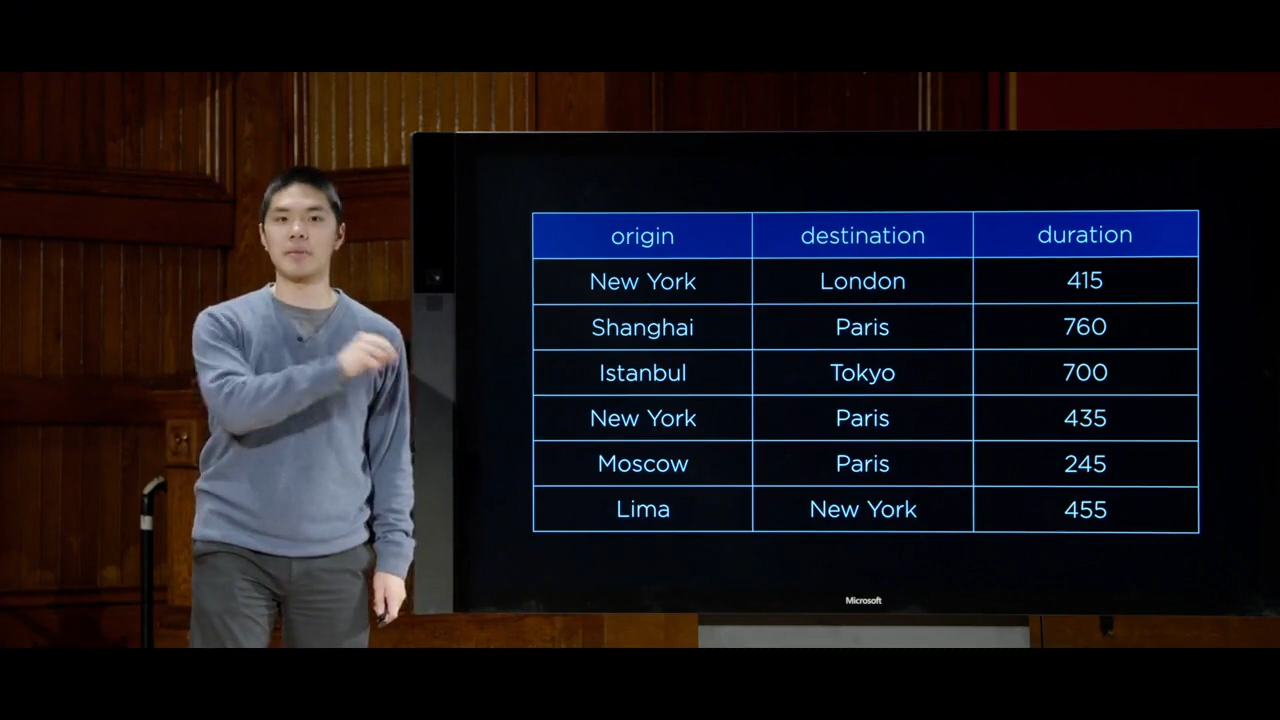 origin destination duration
New York London 415
Shanghai Paris 760
Istanbul Tokyo 700
New York Paris 435
Moscow Paris 245
Lima New York 455
Microsoft